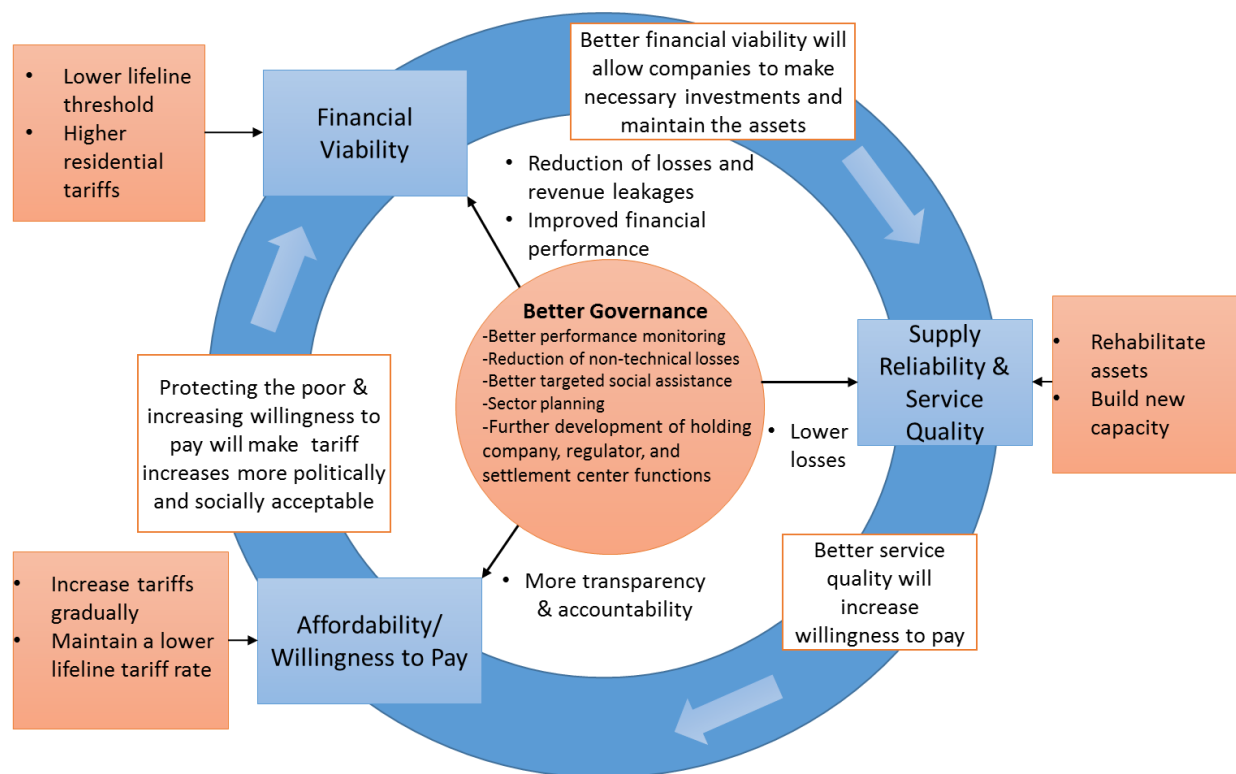 • Lower lifeline
threshold
• Higher
residential
tariffs
Financial
Viability
Better financial viability will
allow companies to make
necessary investments and
maintain the assets
• Reduction of losses and
revenue leakages
• Improved financial
performance
Better Governance
-Better performance monitoring
-Reduction of non-technical losses
-Better targeted social assistance
-Sector planning
-Further development of holding
company, regulator, and
settlement center functions
Supply
Reliability &
Service
Quality
• Rehabilitate
assets
• Build new
capacity
• Lower
losses
Protecting the poor &
increasing willingness to
pay will make tariff
increases more politically
and socially acceptable
Better service
quality will
increase
willingness to pay
• More transparency
& accountability
• Increase tariffs
gradually
• Maintain a lower
lifeline tariff rate
Affordability/
Willingness to Pay